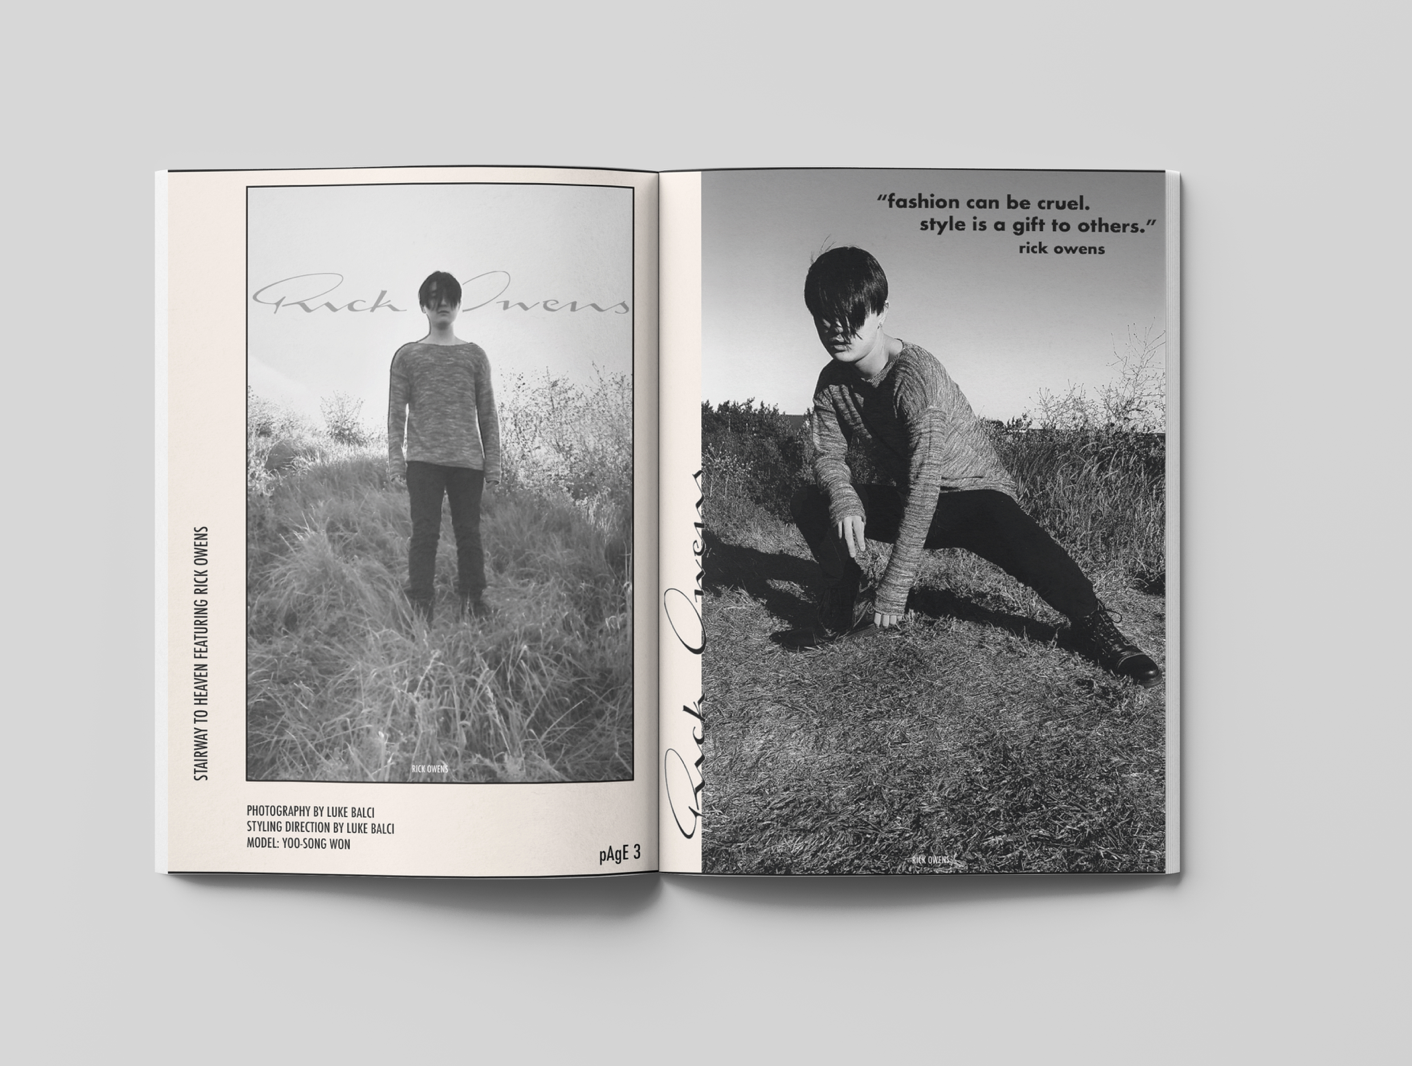 STAIRWAY TO HEAVEN FEATURING RICK OWENS
Rick Owens
RICK OWENS
PHOTOGRAPHY BY LUKE BALCI
STYLING DIRECTION BY LUKE BALCI
MODEL: YOO-SONG WON
pAgE 3
Rick Owens
“fashion can be cruel.
style is a gift to others.”
rick owens
RICK OWENS